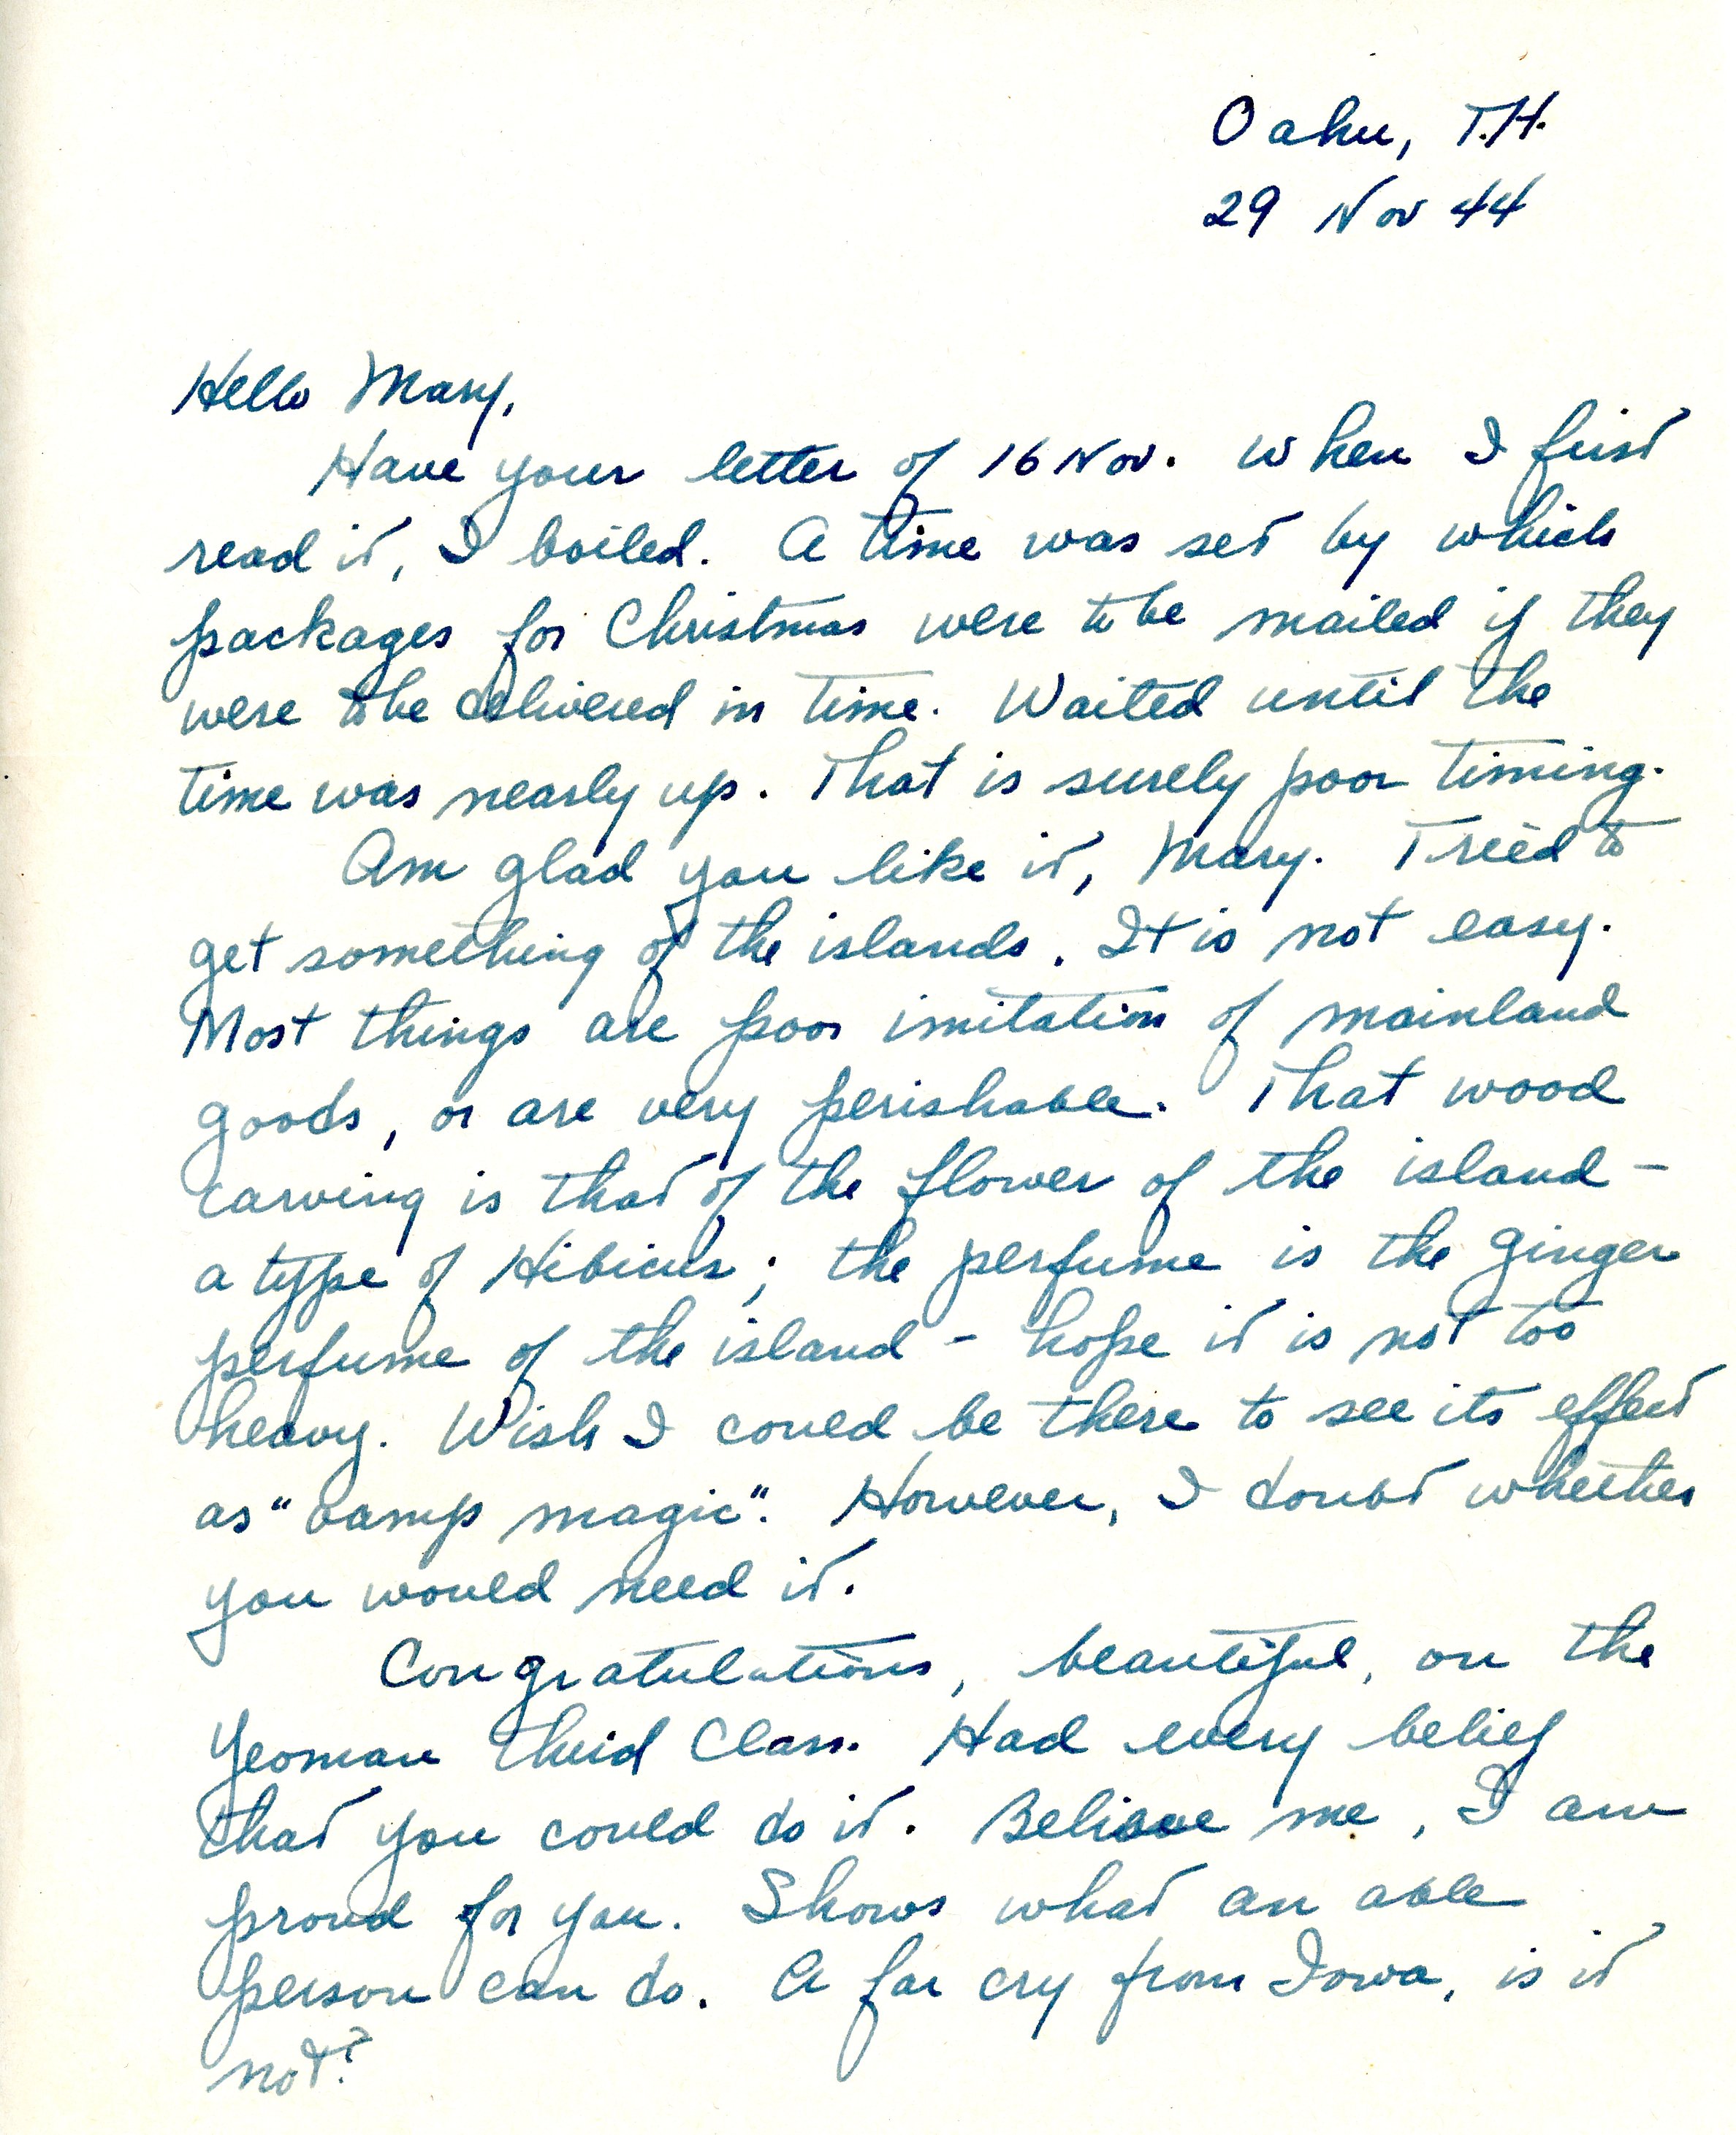 Oahu, T.H.
29 Nov 44
Hello Mary,
Have your letter of 16 Nov. When I first
read it, I boiled. A time was set by which
packages for Christmas were to be mailed if they
were to be delivered in time. Waited until the
time was nearly up. That is surely poor timing.
Am glad you like it, Mary. Tried to
get something of the islands. It is not easy.
Most things are poor imitation of mainland
goods, or are very perishable. That wood
carving is that of the flower of the island -
a type of Hibicus; the perfume is the ginger
perfume of the island - hope it is not too
heavy. Wish I could be there to see its effect
as "vamp magic". However, I doubt whether
you would need it.
Congratulations, beautiful, on the
Yeoman Third Class. Had every belief
that you could do it. Believe me, I am
proud for you. Shows what an able
person can do. A far cry from Iowa, is it
not?